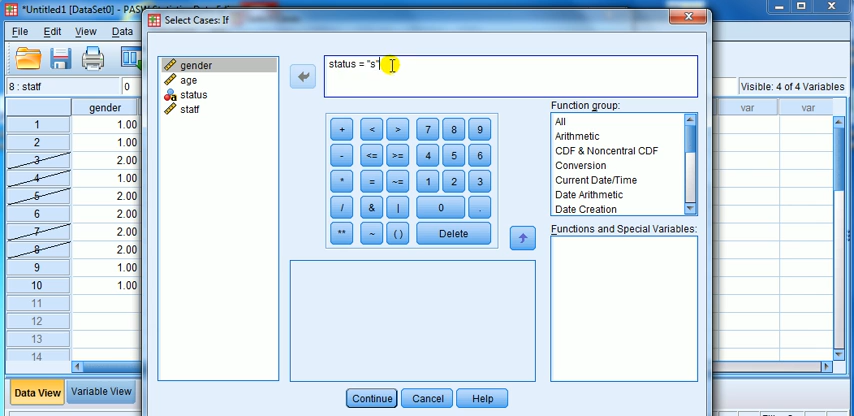 *Untitled1 [DataSet0] - PASW Statistics Data Edi
Select Cases: If
File Edit View Data
gender
age
status
statf
status = "s"
8 : statf 0
Visible: 4 of 4 Variables
gender
var var
1 1.00
2 1.00
3 2.00
4 1.00
5 2.00
6 2.00
7 2.00
8 2.00
9 1.00
10 1.00
11
12
13
14
+ < > 7 8 9
- <= >= 4 5 6
* = ~= 1 2 3
/ & | 0 .
** ~ ( ) Delete
Function group:
All
Arithmetic
CDF & Noncentral CDF
Conversion
Current Date/Time
Date Arithmetic
Date Creation
Functions and Special Variables:
Continue Cancel Help
Data View Variable View